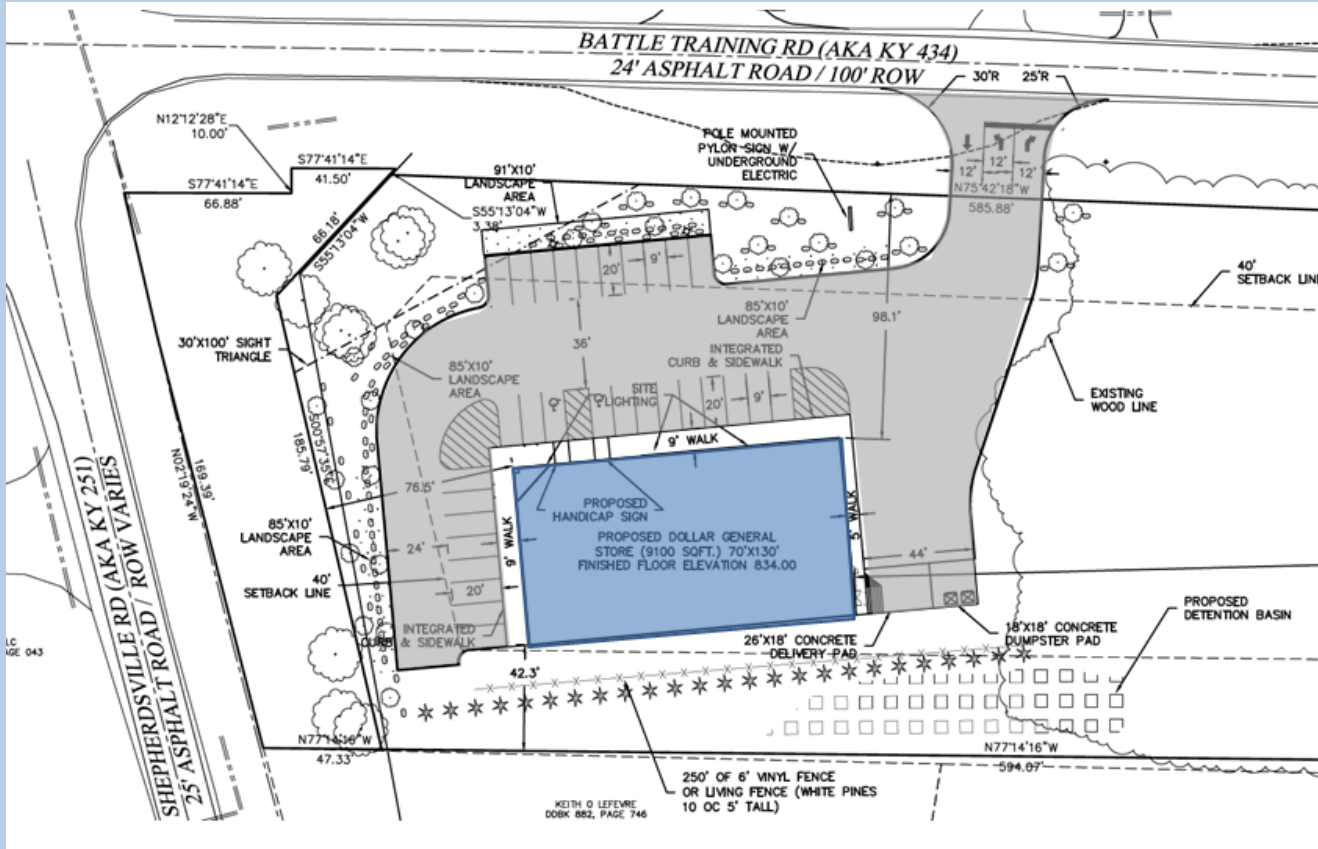 BATTLE TRAINING RD (AKA KY 434)
24' ASPHALT ROAD / 100' ROW
30'R 25'R
N12°12'28"E
10.00'
S77°41'14"E
41.50'
S77°41'14"E
66.88'
66.18'
S55°13'04"W
91'X10'
LANDSCAPE
AREA
S55°13'04"W
3.38'
POLE MOUNTED
PYLON SIGN W/
UNDERGROUND
ELECTRIC
12'
12' 12'
N75°42'18"W
585.88'
40'
SETBACK LINE
20' 9'
85'X10'
LANDSCAPE
AREA
98.1'
36'
INTEGRATED
CURB & SIDEWALK
30'X100' SIGHT
TRIANGLE
85'X10'
LANDSCAPE
AREA
SITE
LIGHTING
20' 9'
EXISTING
WOOD LINE
9' WALK
S00°57'35"E
185.79'
169.39'
N02°19'24"W
SHEPHERDSVILLE RD (AKA KY 251)
25' ASPHALT ROAD / ROW VARIES
76.5'
PROPOSED
HANDICAP SIGN
PROPOSED DOLLAR GENERAL
STORE (9100 SQFT.) 70'X130'
FINISHED FLOOR ELEVATION 834.00
9' WALK
5' WALK
85'X10'
LANDSCAPE
AREA
24'
44'
40'
SETBACK LINE
20'
INTEGRATED
CURB & SIDEWALK
PROPOSED
DETENTION BASIN
18'X18' CONCRETE
DUMPSTER PAD
26'X18' CONCRETE
DELIVERY PAD
AGE 043
42.3'
N77°14'16"W
47.33'
N77°14'16"W
594.07'
250' OF 6' VINYL FENCE
OR LIVING FENCE (WHITE PINES
10 OC 5' TALL)
KEITH O LEFEVRE
DDBK 882, PAGE 746